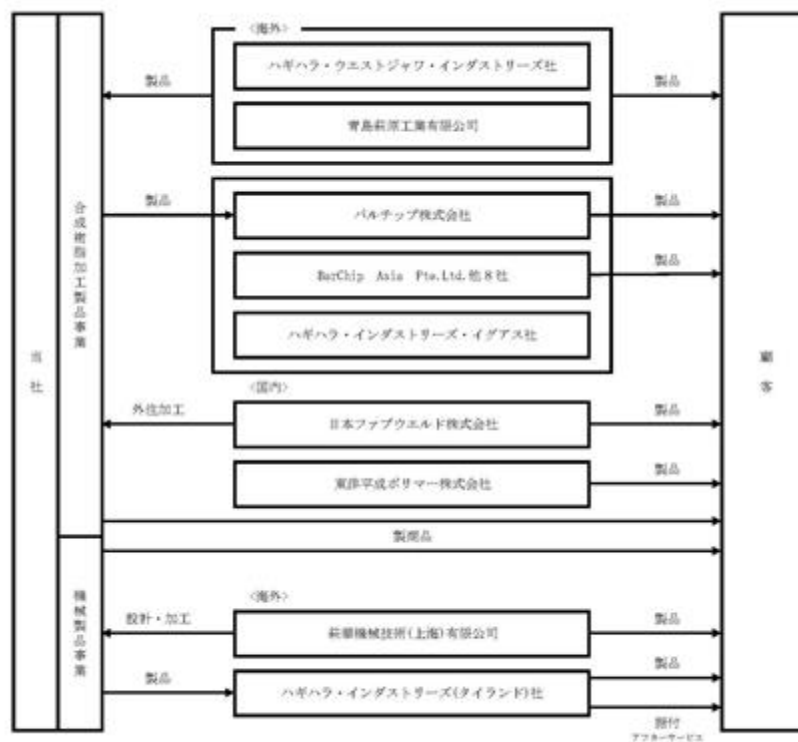 〈海外〉
ハギハラ・ウエストジャワ・インダストリーズ社
製品
製品
青島萩原工業有限公司
合成樹脂加工製品事業
製品
バルチップ株式会社
製品
BarChip Asia Pte.Ltd.他8社
製品
ハギハラ・インダストリーズ・イグアス社
当社
顧客
〈国内〉
外注加工
日本ファブウエルド株式会社
製品
東洋平成ポリマー株式会社
製品
製商品
機械製品事業
〈海外〉
設計・加工
萩華機械技術(上海)有限公司
製品
製品
ハギハラ・インダストリーズ(タイランド)社
製品
据付
アフターサービス